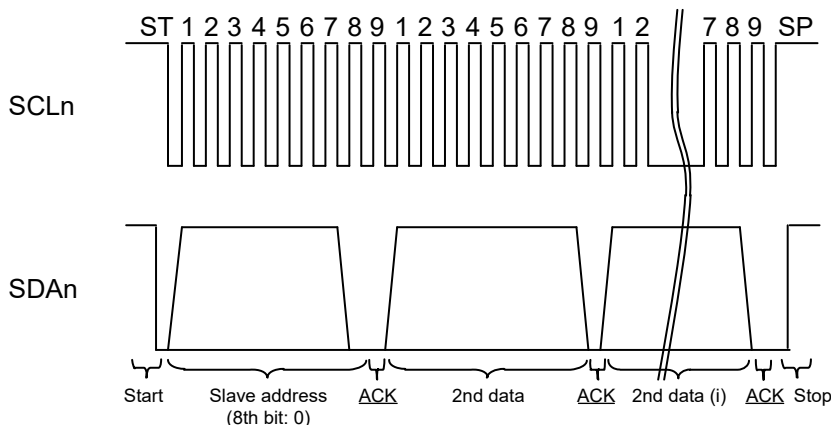 ST 1 2 3 4 5 6 7 8 9 1 2 3 4 5 6 7 8 9 1 2 7 8 9 SP
SCLn
SDAn
Start Slave address ACK 2nd data ACK 2nd data (i) ACK Stop
(8th bit: 0)